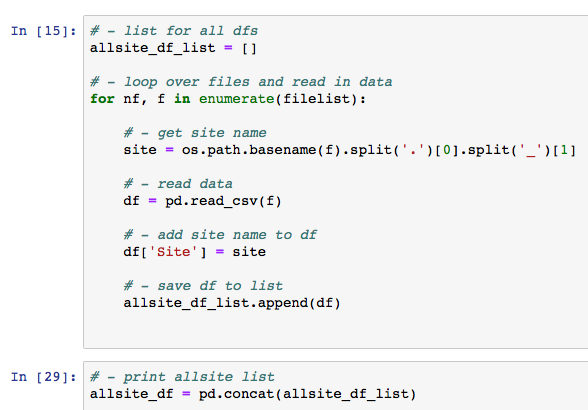 In [15]: # - list for all dfs
allsite_df_list = []
# - loop over files and read in data
for nf, f in enumerate(filelist):
# - get site name
site = os.path.basename(f).split('.')[0].split('_')[1]
# - read data
df = pd.read_csv(f)
# - add site name to df
df['Site'] = site
# - save df to list
allsite_df_list.append(df)
In [29]: # - print allsite list
allsite_df = pd.concat(allsite_df_list)